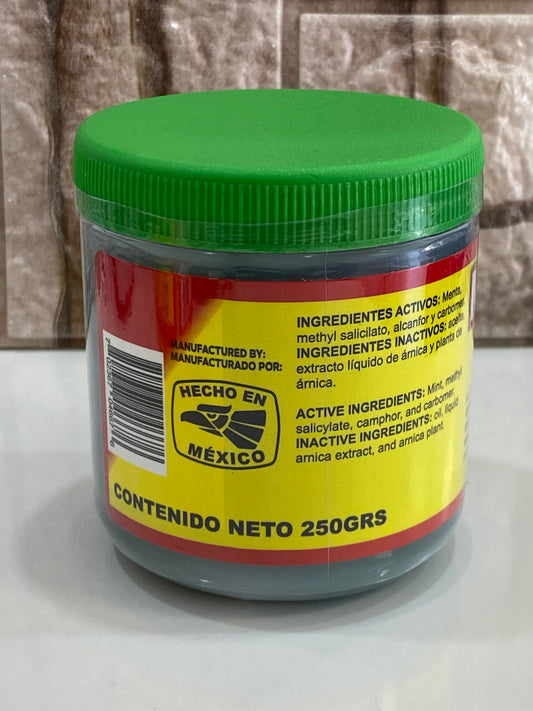 INGREDIENTES ACTIVOS: Menta,
methyl salicilato, alcanfor y carbomer.
INGREDIENTES INACTIVOS: aceite,
extracto líquido de árnica y planta de
árnica.
ACTIVE INGREDIENTS: Mint, methyl
salicylate, camphor, and carbomer.
INACTIVE INGREDIENTS: oil, liquid
arnica extract, and arnica plant.
MANUFACTURED BY:
MANUFACTURADO POR:
HECHO EN
MÉXICO
CONTENIDO NETO 250GRS